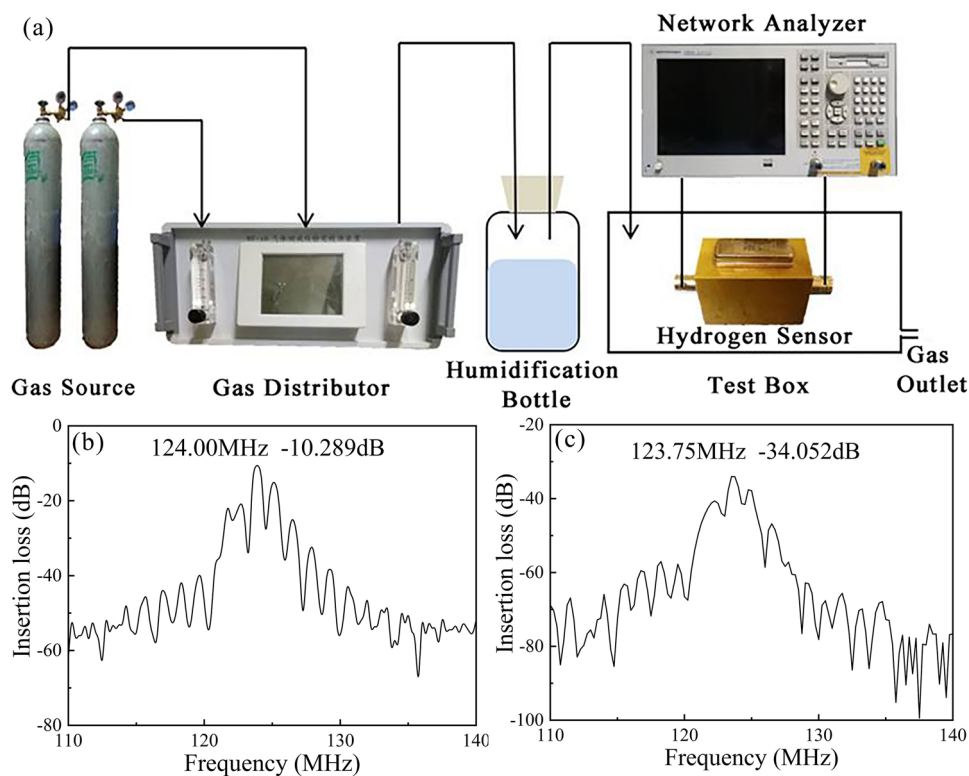 (a)
Network Analyzer
Hydrogen Sensor
Gas Source
Gas Distributor
Humidification
Bottle
Test Box
Gas
Outlet
(b)
124.00MHz -10.289dB
Insertion loss (dB)
0
-20
-40
-60
-80
110
120
130
140
Frequency (MHz)
(c)
123.75MHz -34.052dB
Insertion loss (dB)
-20
-40
-60
-80
-100
110
120
130
140
Frequency (MHz)